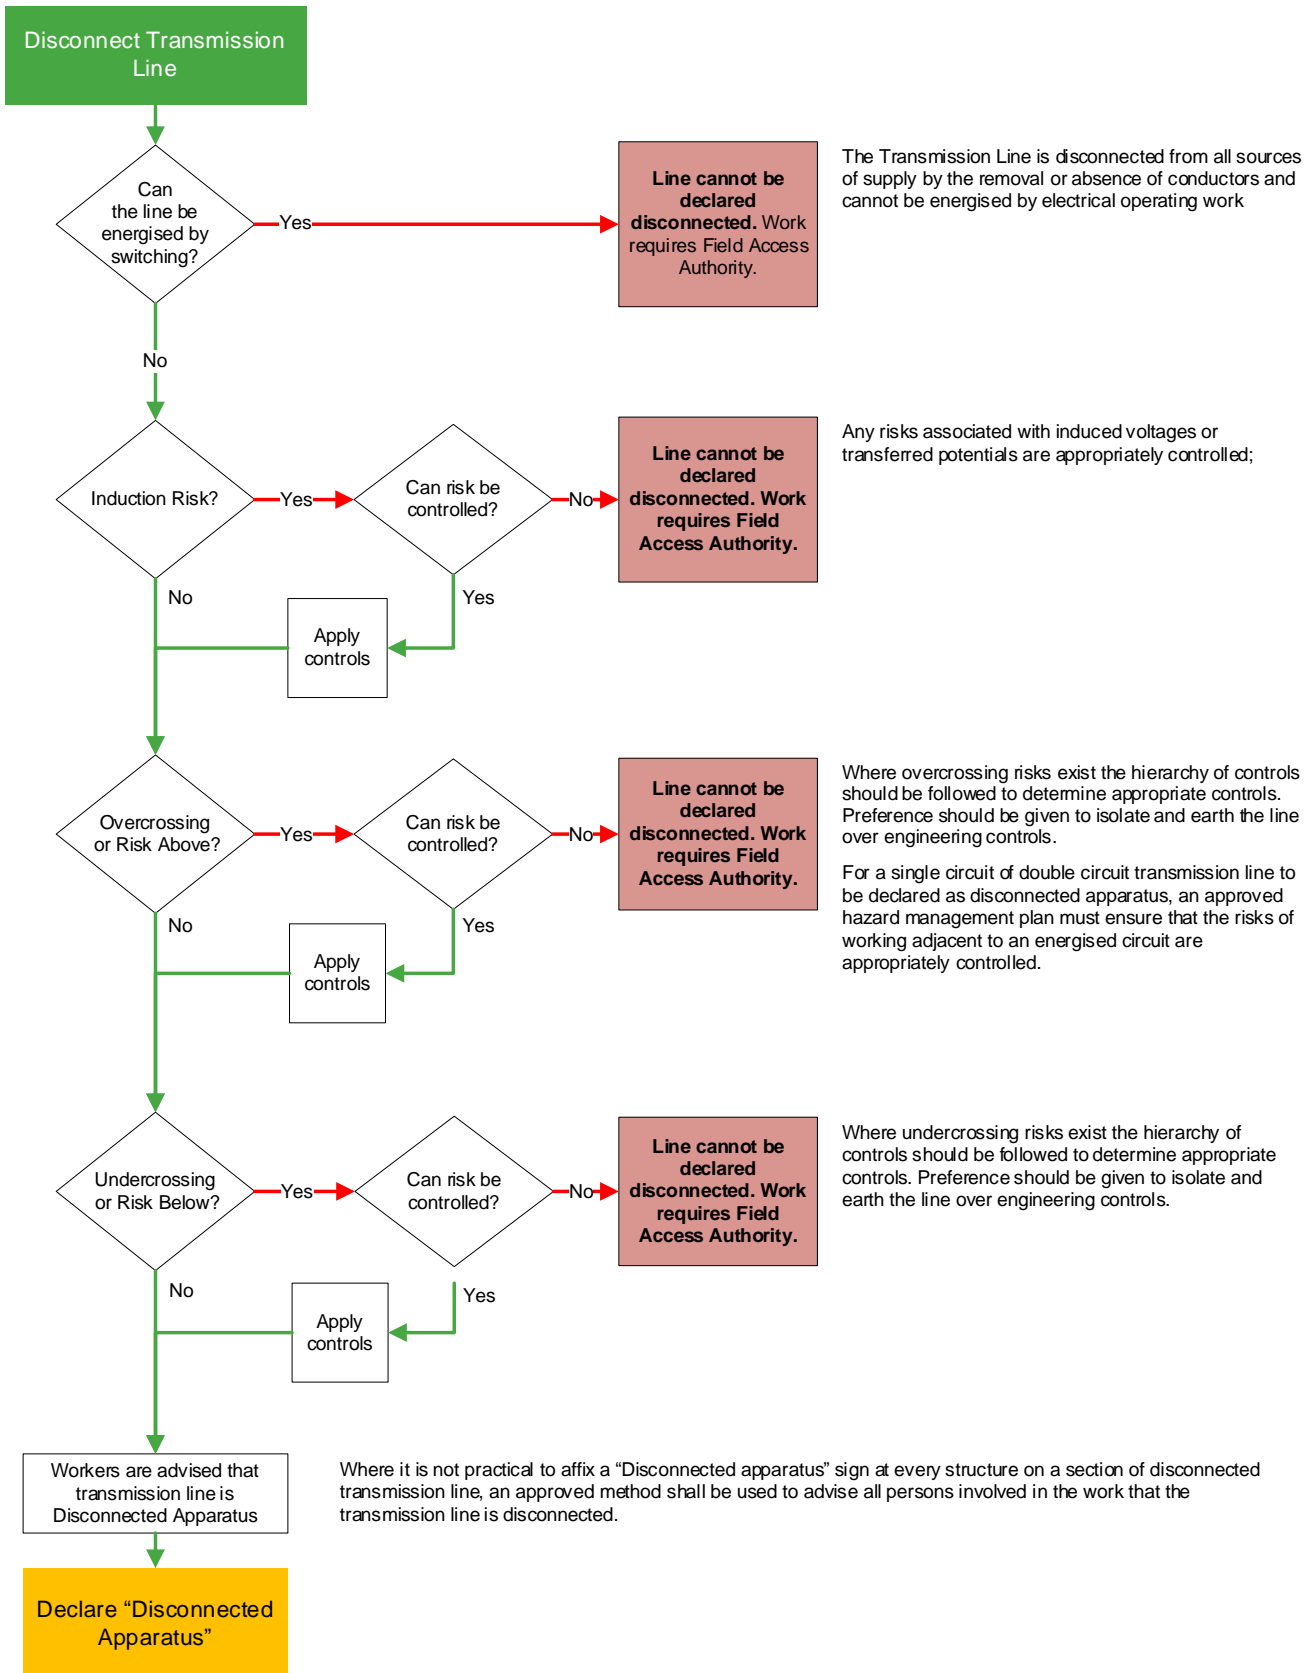 Disconnect Transmission
Line
Can
the line be
energised by
switching?
Yes
Line cannot be
declared
disconnected. Work
requires Field Access
Authority.
The Transmission Line is disconnected from all sources
of supply by the removal or absence of conductors and
cannot be energised by electrical operating work
No
Induction Risk?
Yes
Can risk be
controlled?
No
Line cannot be
declared
disconnected. Work
requires Field
Access Authority.
Any risks associated with induced voltages or
transferred potentials are appropriately controlled;
No
Yes
Apply
controls
Overcrossing
or Risk Above?
Yes
Can risk be
controlled?
No
Line cannot be
declared
disconnected. Work
requires Field
Access Authority.
Where overcrossing risks exist the hierarchy of controls
should be followed to determine appropriate controls.
Preference should be given to isolate and earth the line
over engineering controls.
For a single circuit of double circuit transmission line to
be declared as disconnected apparatus, an approved
hazard management plan must ensure that the risks of
working adjacent to an energised circuit are
appropriately controlled.
No
Yes
Apply
controls
Undercrossing
or Risk Below?
Yes
Can risk be
controlled?
No
Line cannot be
declared
disconnected. Work
requires Field
Access Authority.
Where undercrossing risks exist the hierarchy of
controls should be followed to determine appropriate
controls. Preference should be given to isolate and
earth the line over engineering controls.
No
Yes
Apply
controls
Workers are advised that
transmission line is
Disconnected Apparatus
Where it is not practical to affix a “Disconnected apparatus” sign at every structure on a section of disconnected
transmission line, an approved method shall be used to advise all persons involved in the work that the
transmission line is disconnected.
Declare “Disconnected
Apparatus”